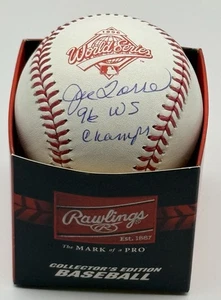 World Series
Joe Torre
96 WS
Champs
Rawlings
EST. 1887
The MARK of a PRO
COLLECTOR'S EDITION
BASEBALL